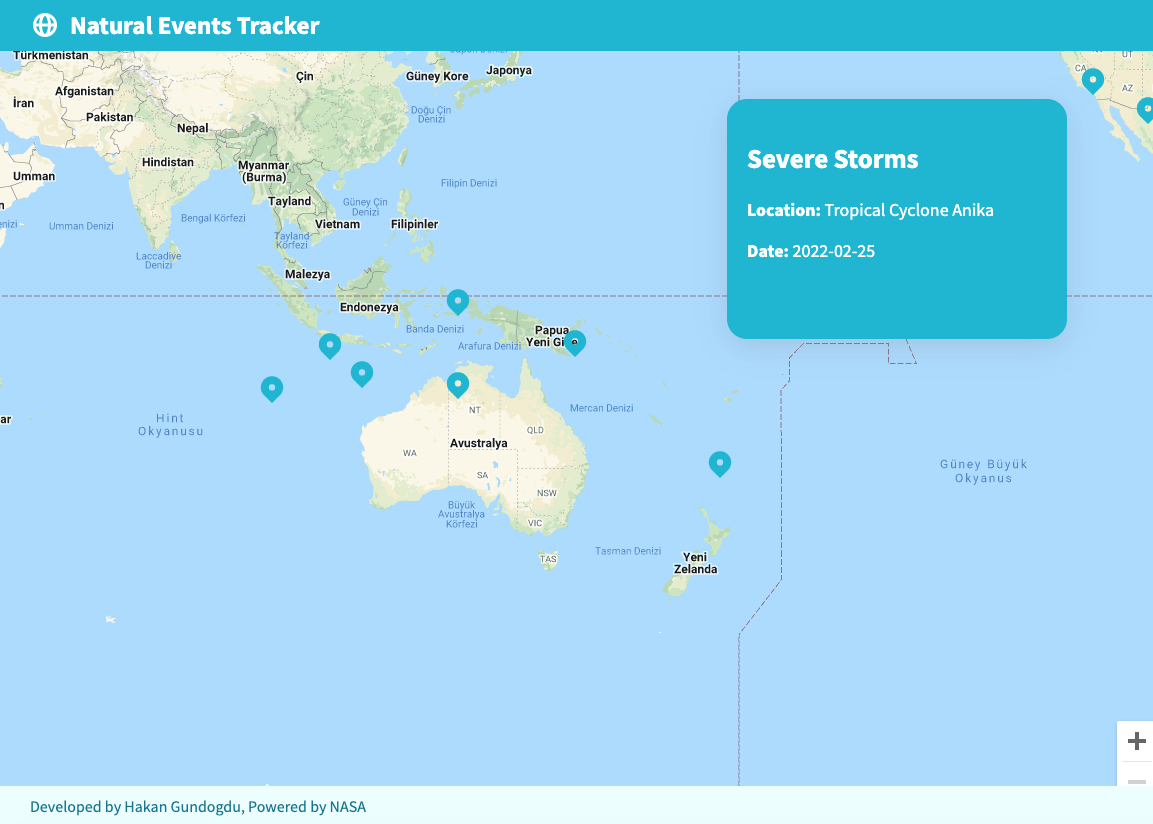 Natural Events Tracker
Türkmenistan
Çin
Güney Kore
Japonya
CA
UT
AZ
İran
Afganistan
Pakistan
Doğu Çin
Denizi
Nepal
Hindistan
Umman
Myanmar
(Burma)
Filipin Denizi
Tayland
Güney Çin
Denizi
Umman Denizi
Bengal Körfezi
Vietnam
Filipinler
Tayland
Körfezi
Laccadive
Denizi
Malezya
Endonezya
Banda Denizi
Papua
Yeni Gi
Arafura Denizi
Severe Storms
Location: Tropical Cyclone Anika
Date: 2022-02-25
Hint
Okyanusu
ar
NT
Mercan Denizi
QLD
Avustralya
WA
SA
NSW
Büyük
Avustralya
Körfezi
VIC
TAS
Tasman Denizi
Yeni
Zelanda
Güney Büyük
Okyanus
Developed by Hakan Gundogdu, Powered by NASA